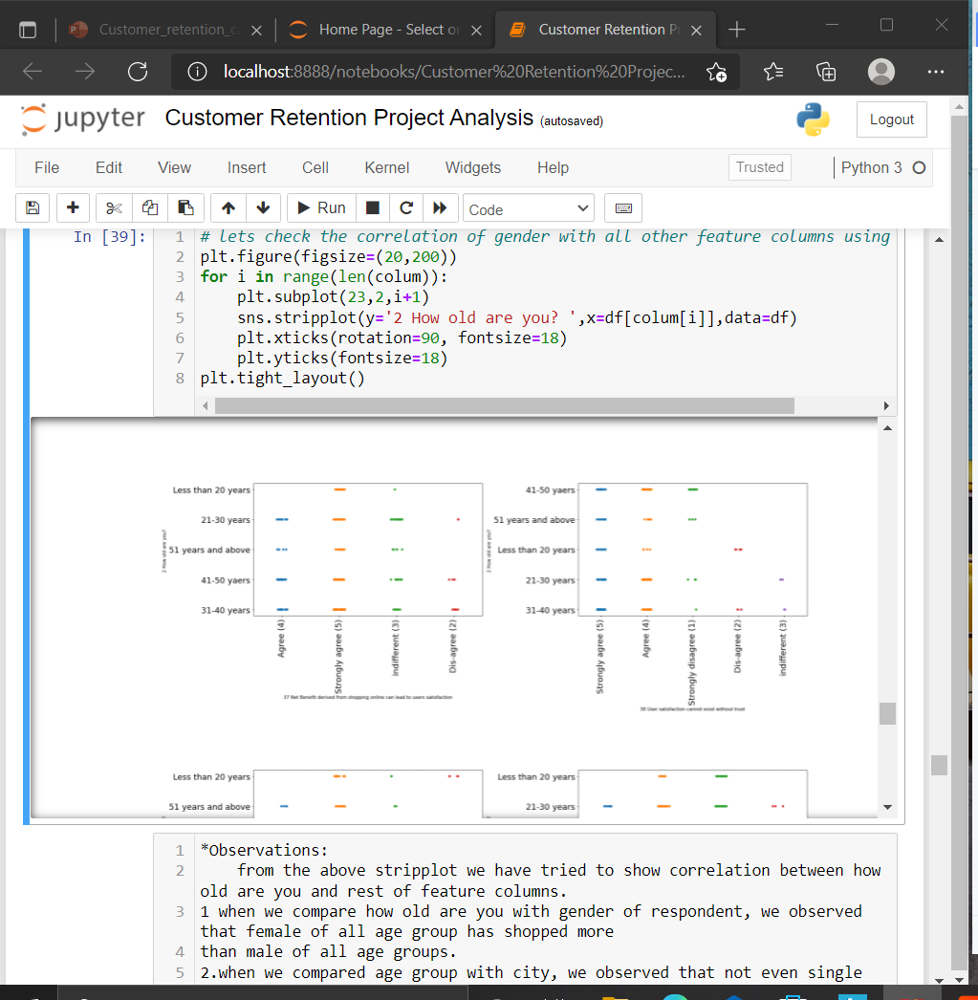 Customer_retention_c
Home Page - Select or
Customer Retention P
localhost:8888/notebooks/Customer%20Retention%20Projec...
jupyter Customer Retention Project Analysis (autosaved)
Logout
File Edit View Insert Cell Kernel Widgets Help
Trusted
Python 3
Run
Code
In [39]:
1 # lets check the correlation of gender with all other feature columns using
2 plt.figure(figsize=(20,200))
3 for i in range(len(colum)):
4 plt.subplot(23,2,i+1)
5 sns.stripplot(y='2 How old are you? ',x=df[colum[i]],data=df)
6 plt.xticks(rotation=90, fontsize=18)
7 plt.yticks(fontsize=18)
8 plt.tight_layout()
2 How old are you?
Less than 20 years
21-30 years
51 years and above
41-50 yaers
31-40 years
Agree (4)
Strongly agree (5)
indifferent (3)
Dis-agree (2)
37 Net Benefit derived from shopping online can lead to users satisfaction
2 How old are you?
41-50 yaers
51 years and above
Less than 20 years
21-30 years
31-40 years
Strongly agree (5)
Agree (4)
Strongly disagree (1)
Dis-agree (2)
indifferent (3)
38 User satisfaction cannot exist without trust
Less than 20 years
51 years and above
Less than 20 years
21-30 years
1 *Observations:
2 from the above stripplot we have tried to show correlation between how
old are you and rest of feature columns.
3 1 when we compare how old are you with gender of respondent, we observed
that female of all age group has shopped more
4 than male of all age groups.
5 2.when we compared age group with city, we observed that not even single